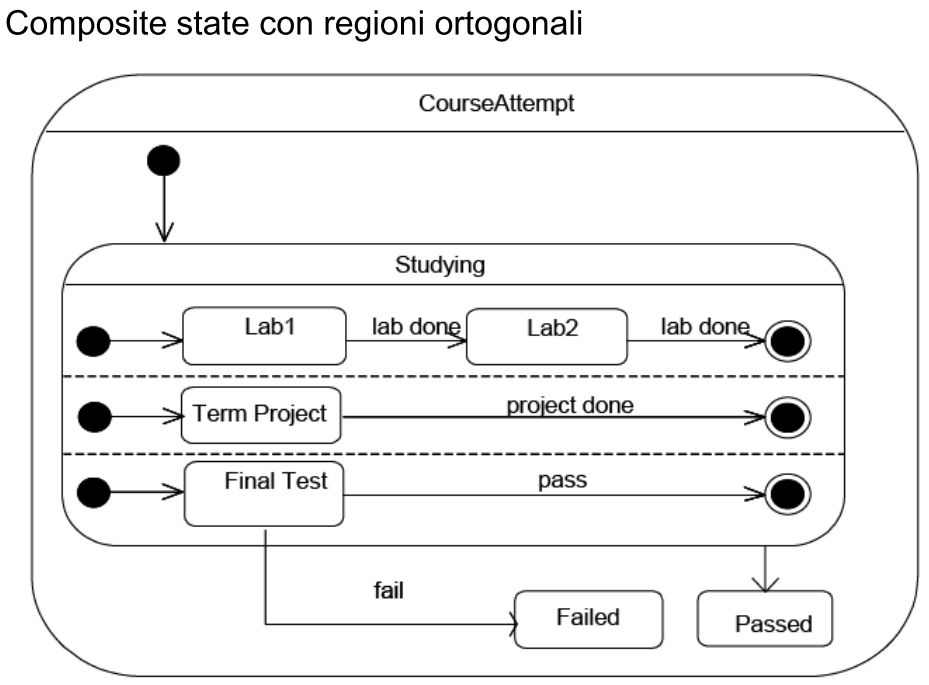 Composite state con regioni ortogonali
CourseAttempt
Studying
Lab1
lab done
Lab2
lab done
Term Project
project done
Final Test
pass
fail
Failed
Passed